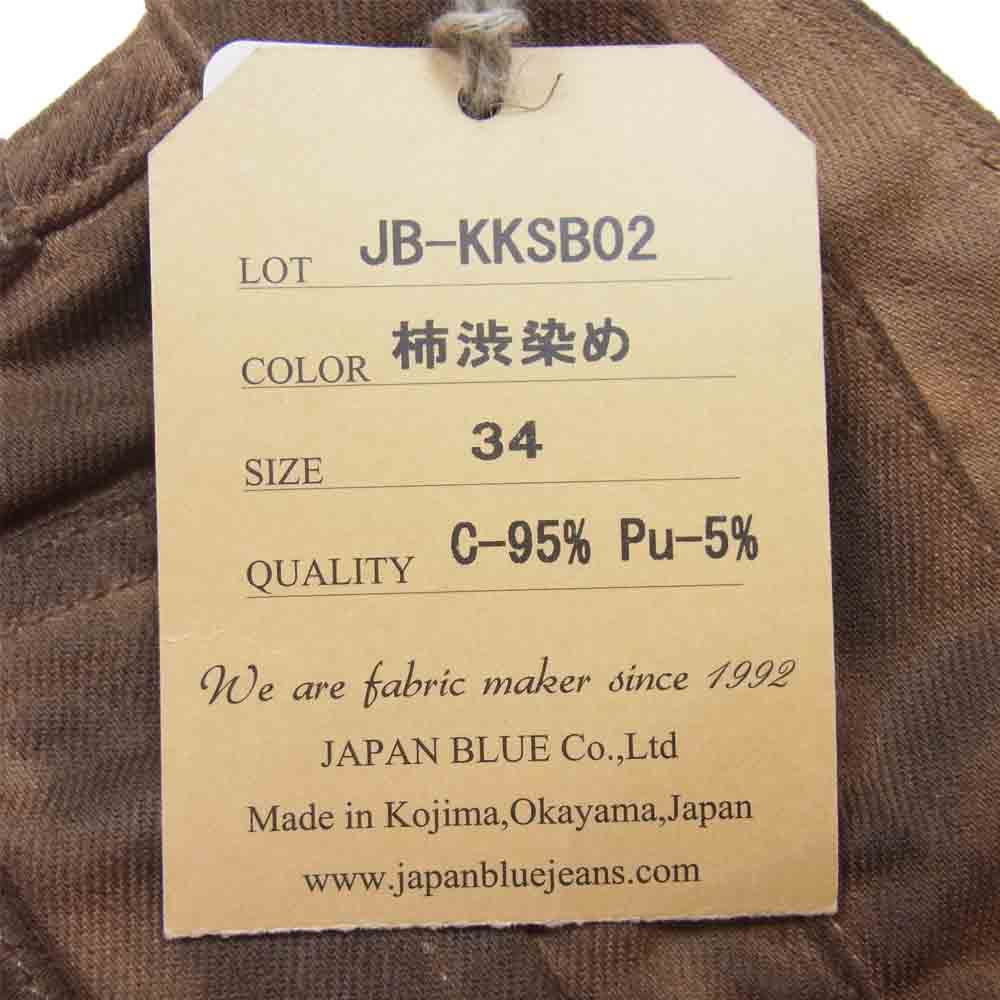 LOT JB-KKSB02
COLOR 柿渋染め
SIZE 34
QUALITY C-95% Pu-5%
We are fabric maker since 1992
JAPAN BLUE Co.,Ltd
Made in Kojima,Okayama,Japan
www.japanbluejeans.com